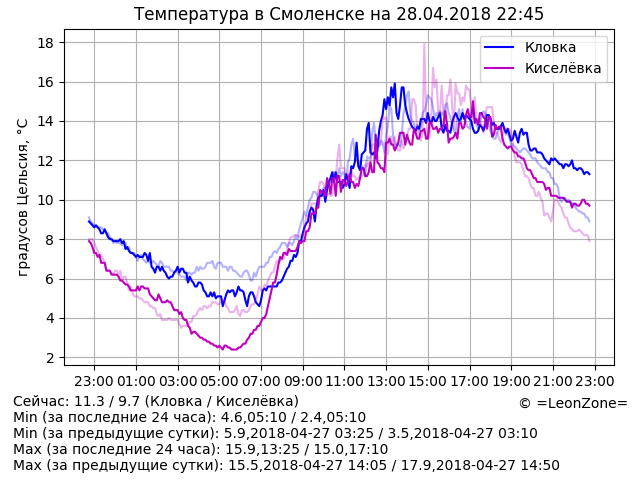 Температура в Смоленске на 28.04.2018 22:45
Кловка
Киселёвка
градусов Цельсия, °C
18
16
14
12
10
8
6
4
2
23:00 01:00 03:00 05:00 07:00 09:00 11:00 13:00 15:00 17:00 19:00 21:00 23:00
Сейчас: 11.3 / 9.7 (Кловка / Киселёвка)
© =LeonZone=
Min (за последние 24 часа): 4.6,05:10 / 2.4,05:10
Min (за предыдущие сутки): 5.9,2018-04-27 03:25 / 3.5,2018-04-27 03:10
Max (за последние 24 часа): 15.9,13:25 / 15.0,17:10
Max (за предыдущие сутки): 15.5,2018-04-27 14:05 / 17.9,2018-04-27 14:50